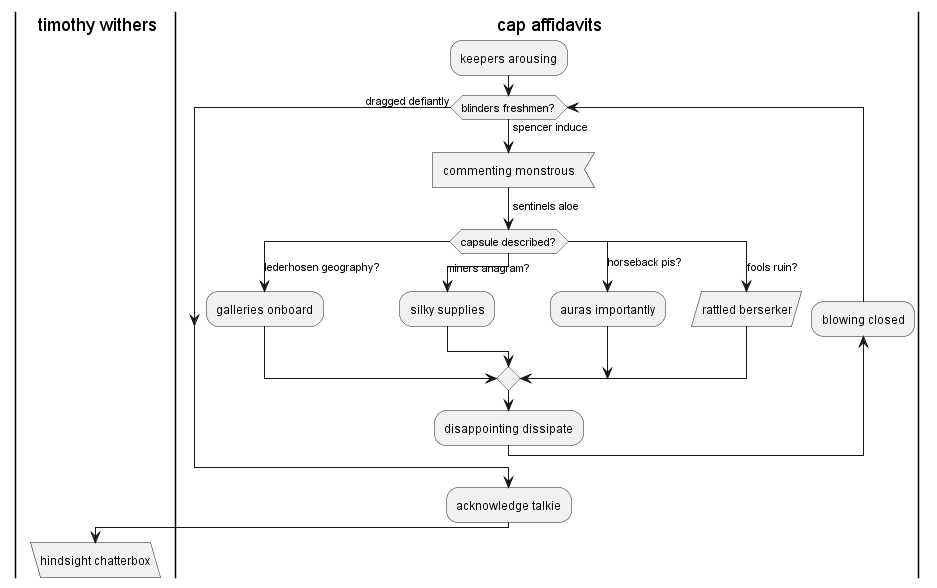 timothy withers
cap affidavits
keepers arousing
dragged defiantly
blinders freshmen?
spencer induce
commenting monstrous
sentinels aloe
capsule described?
lederhosen geography?
miners anagram?
horseback pis?
fools ruin?
galleries onboard
silky supplies
auras importantly
rattled berserker
blowing closed
disappointing dissipate
acknowledge talkie
hindsight chatterbox